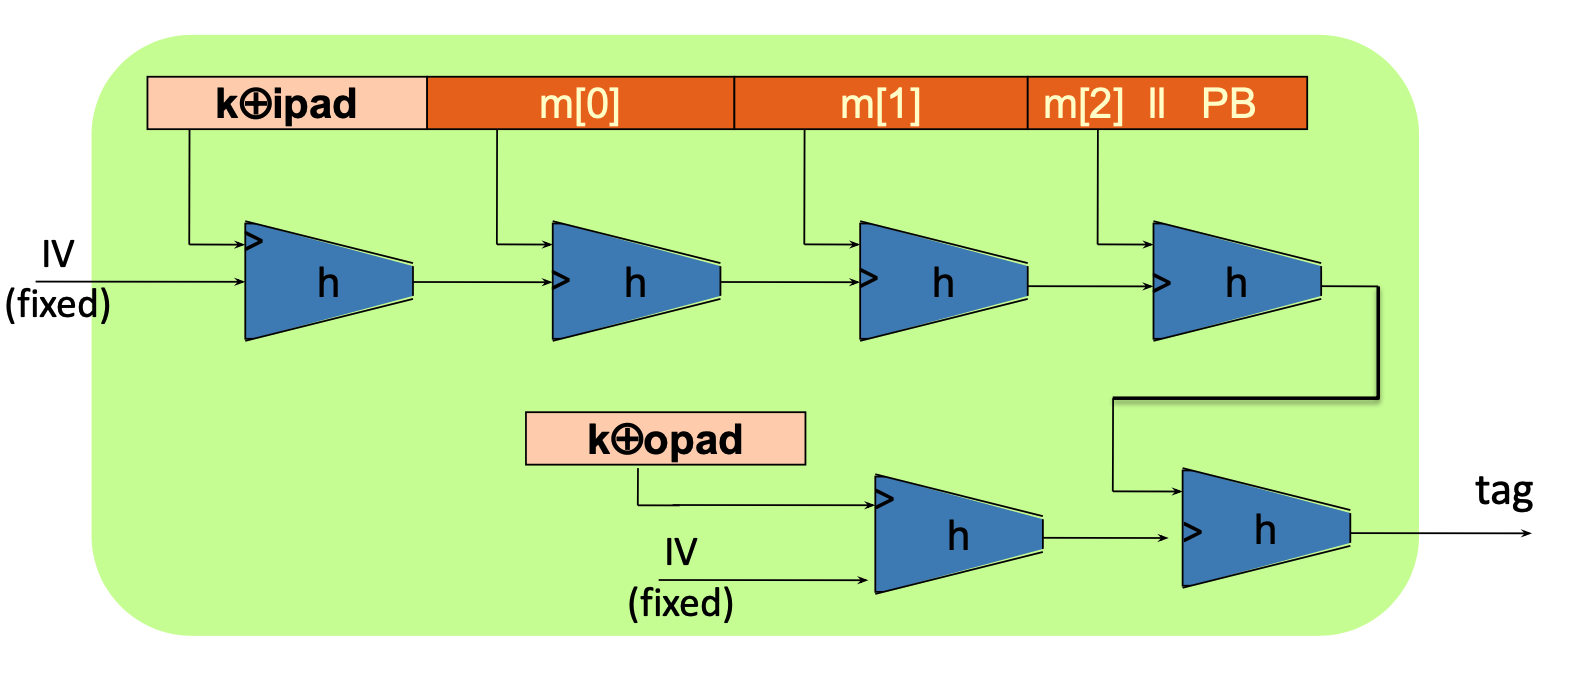 k⊕ipad m[0] m[1] m[2] ll PB
IV
(fixed)
> h > h > h > h
k⊕opad
IV
(fixed)
> h > h
tag